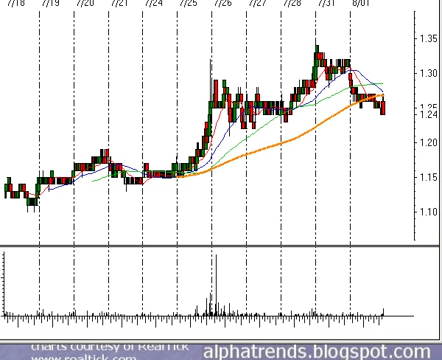 7/18 7/19 7/20 7/21 7/24 7/25 7/26 7/27 7/28 7/31 8/01
1.35
1.30
1.25
1.24
1.20
1.15
1.10
charts courtesy of RealTick
www.realtick.com
alphatrends.blogspot.com